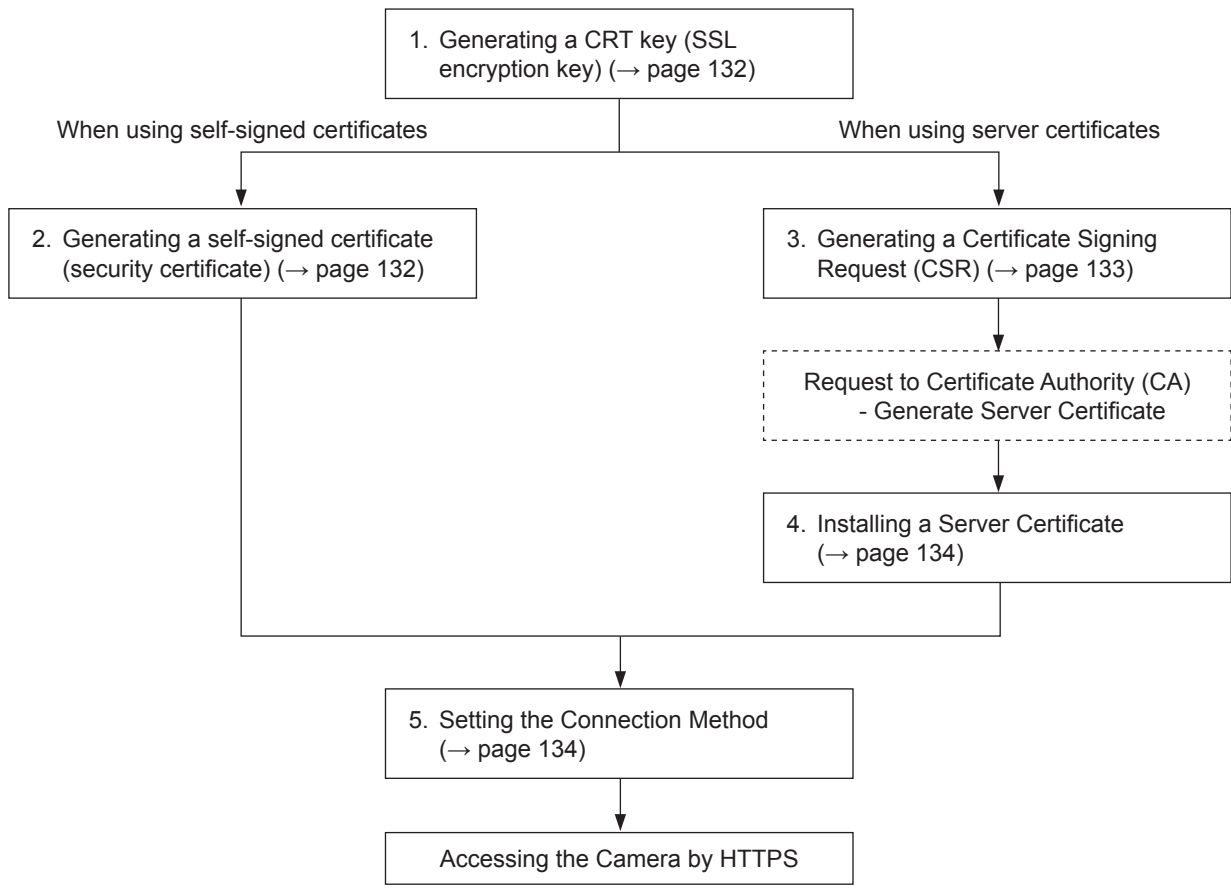 1. Generating a CRT key (SSL
encryption key) (→ page 132)
When using self-signed certificates
When using server certificates
2. Generating a self-signed certificate
(security certificate) (→ page 132)
3. Generating a Certificate Signing
Request (CSR) (→ page 133)
Request to Certificate Authority (CA)
- Generate Server Certificate
4. Installing a Server Certificate
(→ page 134)
5. Setting the Connection Method
(→ page 134)
Accessing the Camera by HTTPS